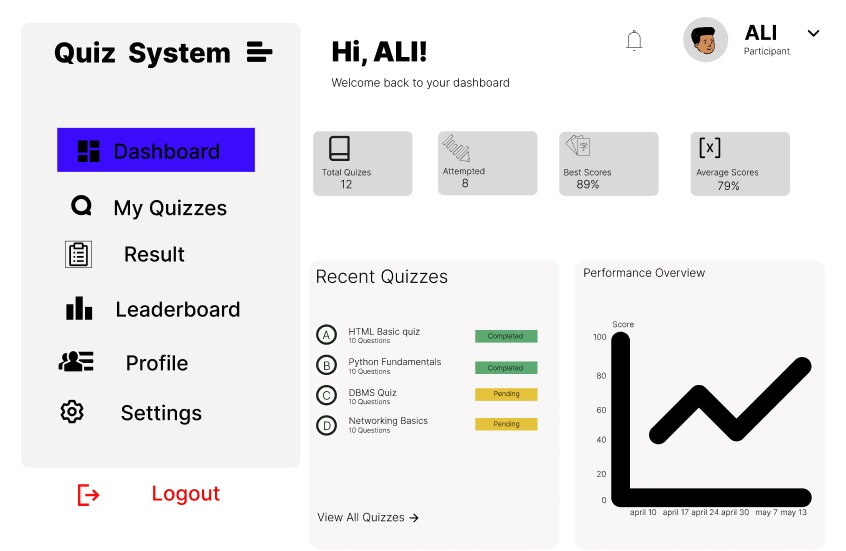 Quiz System
Dashboard
My Quizzes
Result
Leaderboard
Profile
Settings
Logout
Hi, ALI!
Welcome back to your dashboard
ALI
Participant
Total Quizes
12
Attempted
8
字
Best Scores
89%
[x]
Average Scores
79%
Recent Quizzes
A HTML Basic quiz
10 Questions
Completed
B Python Fundamentals
10 Questions
Completed
C DBMS Quiz
10 Questions
Pending
D Networking Basics
10 Questions
Pending
View All Quizzes →
Performance Overview
Score
100
80
60
40
20
0
april 10 april 17 april 24 april 30 may 7 may 13